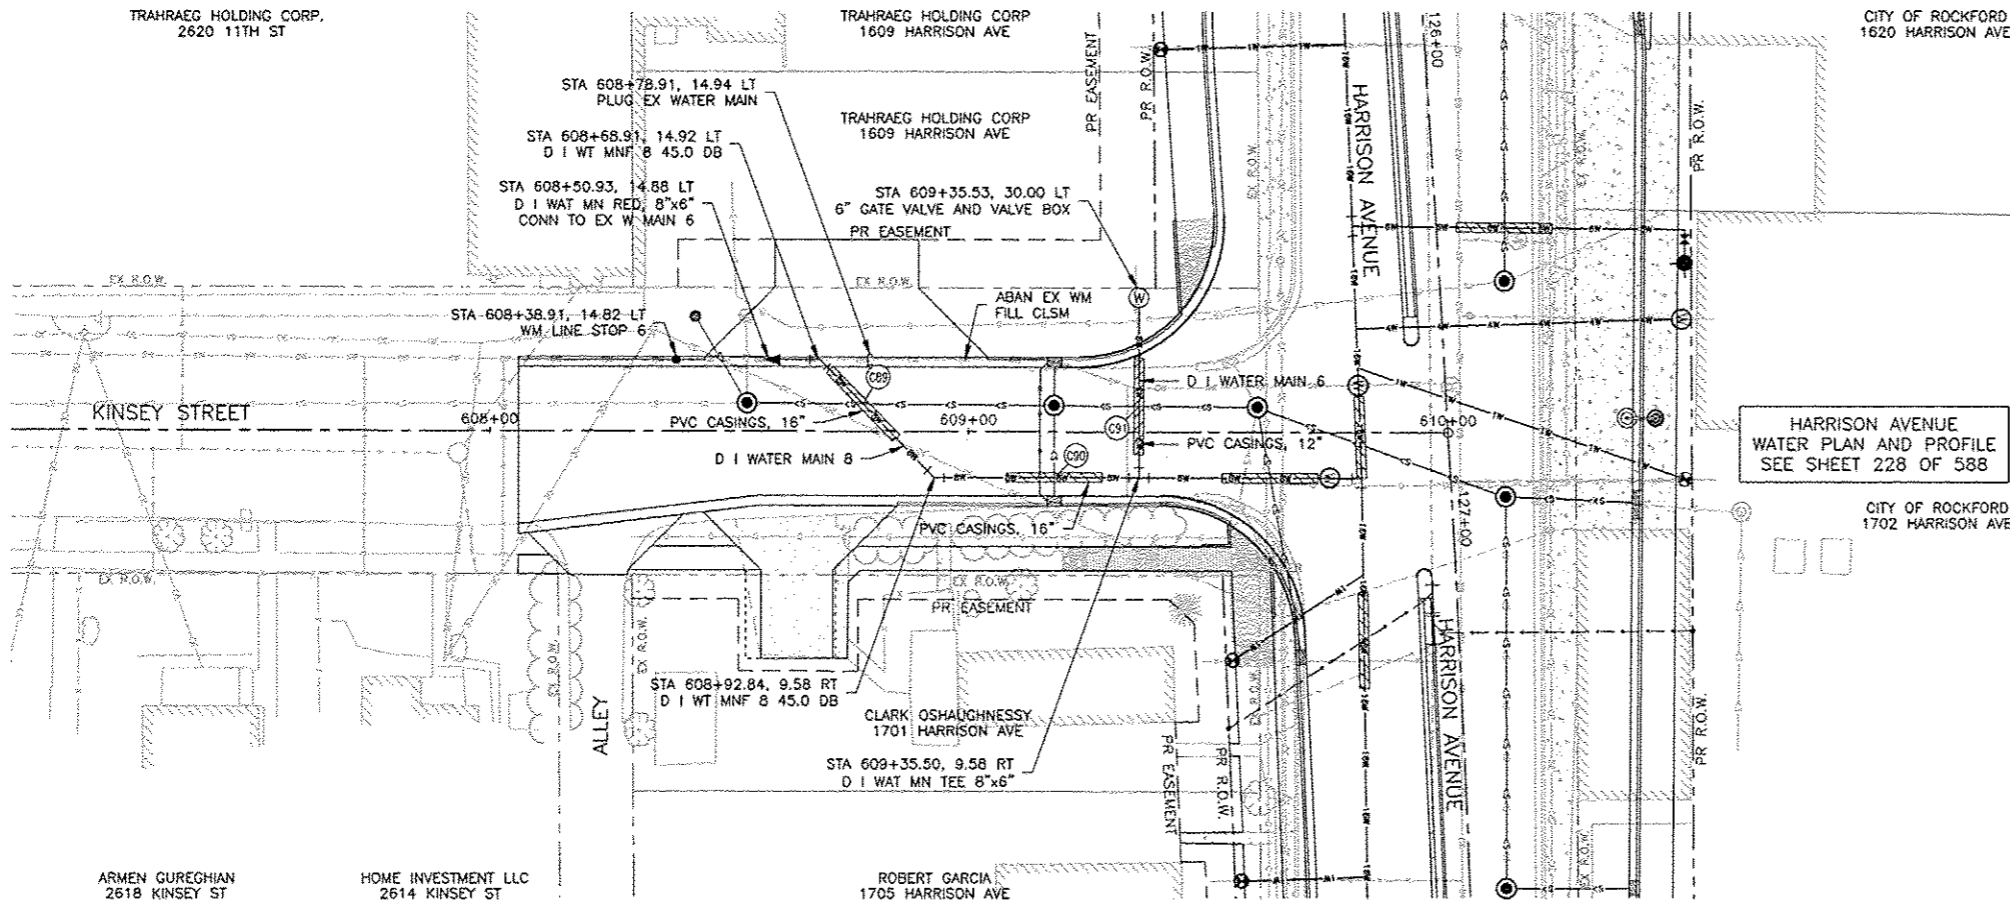 TRAHRAEG HOLDING CORP.
2620 11TH ST
TRAHRAEG HOLDING CORP
1609 HARRISON AVE
CITY OF ROCKFORD
1620 HARRISON AVE
126+00
PR EASEMENT
PR R.O.W.
HARRISON AVENUE
EX R.O.W.
EX R.O.W.
PR R.O.W.
STA 608+78.91, 14.94 LT
PLUG EX WATER MAIN
TRAHRAEG HOLDING CORP
1609 HARRISON AVE
STA 608+68.91, 14.92 LT
D I WT MNF 8 45.0 DB
STA 608+50.93, 14.88 LT
D I WAT MN RED, 8"x6"
CONN TO EX W MAIN 6
STA 609+35.53, 30.00 LT
6" GATE VALVE AND VALVE BOX
PR EASEMENT
EX R.O.W.
EX R.O.W.
ABAN EX WM
FILL CLSM
STA 608+38.91, 14.82 LT
WM LINE STOP 6
W
C89
D I WATER MAIN 6
KINSEY STREET
608+00
PVC CASINGS, 16"
609+00
C91
610+00
PVC CASINGS, 12"
HARRISON AVENUE
WATER PLAN AND PROFILE
SEE SHEET 228 OF 588
D I WATER MAIN 8
C90
127+00
PVC CASINGS, 16"
CITY OF ROCKFORD
1702 HARRISON AVE
EX R.O.W.
EX R.O.W.
PR EASEMENT
EX R.O.W.
EX R.O.W.
ALLEY
HARRISON AVENUE
STA 608+92.84, 9.58 RT
D I WT MNF 8 45.0 DB
CLARK OSHAUGHNESSY
1701 HARRISON AVE
EX R.O.W.
PR R.O.W.
STA 609+35.50, 9.58 RT
D I WAT MN TEE 8"x6"
PR EASEMENT
PR R.O.W.
EX R.O.W.
ARMEN GUREGHIAN
2618 KINSEY ST
HOME INVESTMENT LLC
2614 KINSEY ST
ROBERT GARCIA
1705 HARRISON AVE